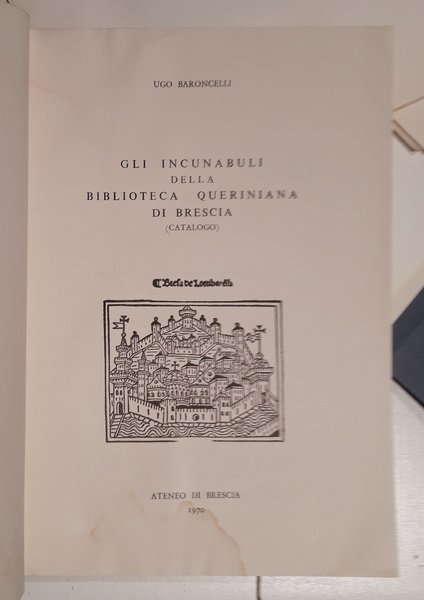 UGO BARONCELLI
GLI INCUNABULI
DELLA
BIBLIOTECA QUERINIANA
DI BRESCIA
(CATALOGO)
ATENEO DI BRESCIA
1970